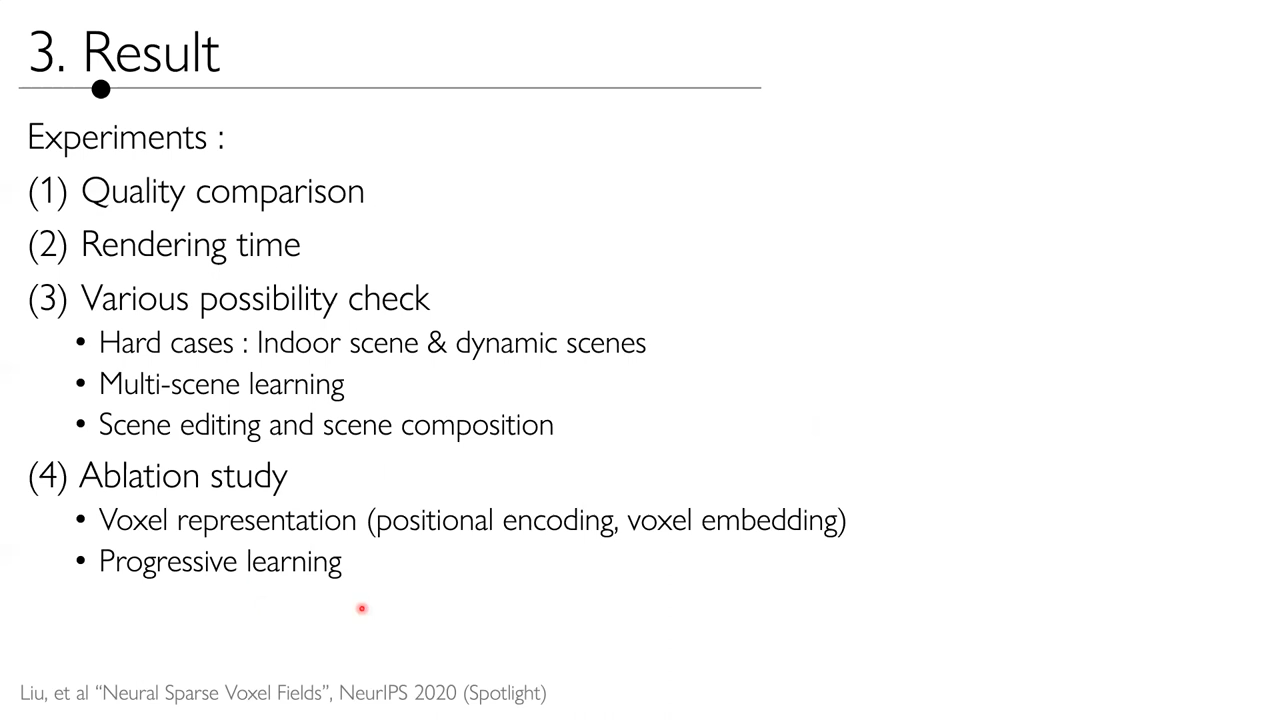 3. Result
Experiments :
(1) Quality comparison
(2) Rendering time
(3) Various possibility check
• Hard cases : Indoor scene & dynamic scenes
• Multi-scene learning
• Scene editing and scene composition
(4) Ablation study
• Voxel representation (positional encoding, voxel embedding)
• Progressive learning
Liu, et al “Neural Sparse Voxel Fields”, NeurIPS 2020 (Spotlight)